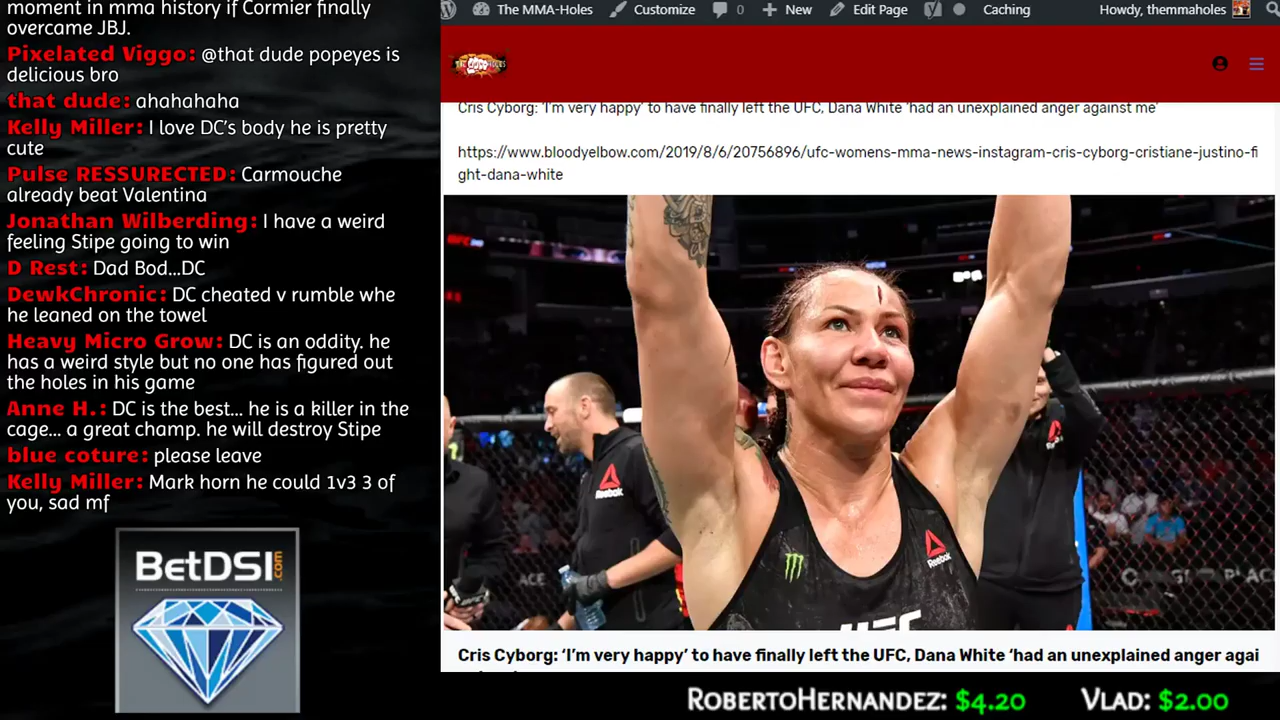 moment in mma history if Cormier finally
overcame JBJ.
Pixelated Viggo: @that dude popeyes is
delicious bro
that dude: ahahahaha
Kelly Miller: I love DC's body he is pretty
cute
Pulse RESSURECTED: Carmouche
already beat Valentina
Jonathan Wilberding: I have a weird
feeling Stipe going to win
D Rest: Dad Bod...DC
DewkChronic: DC cheated v rumble whe
he leaned on the towel
Heavy Micro Grow: DC is an oddity. he
has a weird style but no one has figured out
the holes in his game
Anne H.: DC is the best... he is a killer in the
cage... a great champ. he will destroy Stipe
blue coture: please leave
Kelly Miller: Mark horn he could 1v3 3 of
you, sad mf
BetDSI.com
The MMA-Holes
Customize
0
New
Edit Page
Caching
Howdy, themmaholes
Cris Cyborg: 'I'm very happy' to have finally left the UFC, Dana White 'had an unexplained anger against me'
https://www.bloodyelbow.com/2019/8/6/20756896/ufc-womens-mma-news-instagram-cris-cyborg-cristiane-justino-fi
ght-dana-white
Reebok
Reebok
UFC
Cris Cyborg: 'I'm very happy' to have finally left the UFC, Dana White 'had an unexplained anger agai
RobertoHernandez: $4.20
Vlad: $2.00